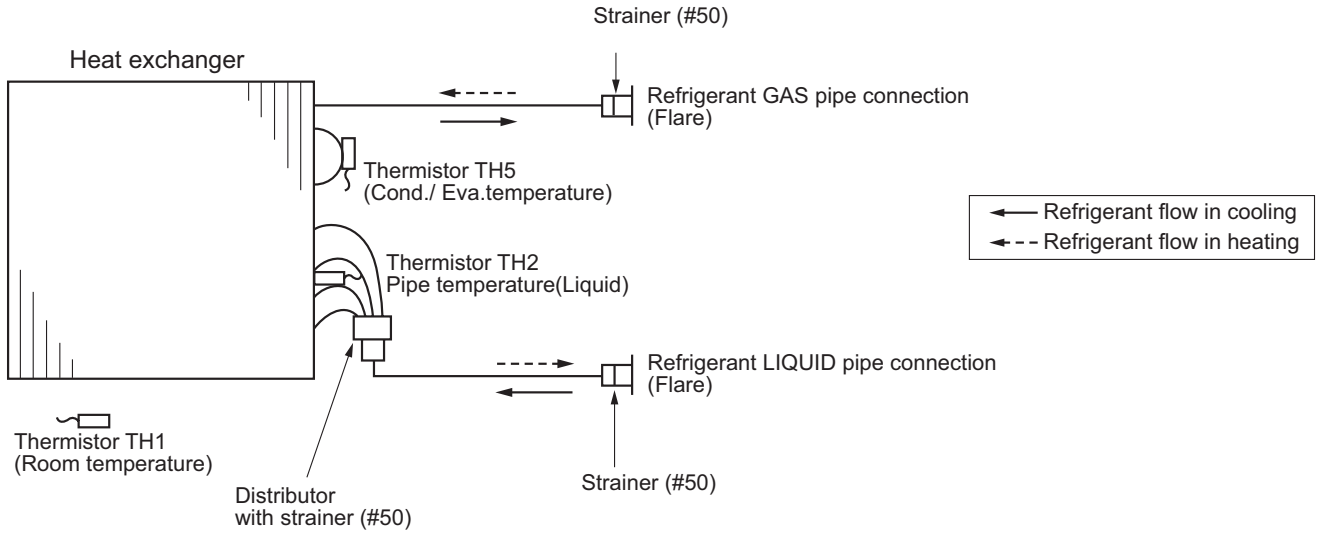 Strainer (#50)
Heat exchanger
Refrigerant GAS pipe connection
(Flare)
Thermistor TH5
(Cond./ Eva.temperature)
Refrigerant flow in cooling
Refrigerant flow in heating
Thermistor TH2
Pipe temperature(Liquid)
Refrigerant LIQUID pipe connection
(Flare)
Thermistor TH1
(Room temperature)
Strainer (#50)
Distributor
with strainer (#50)